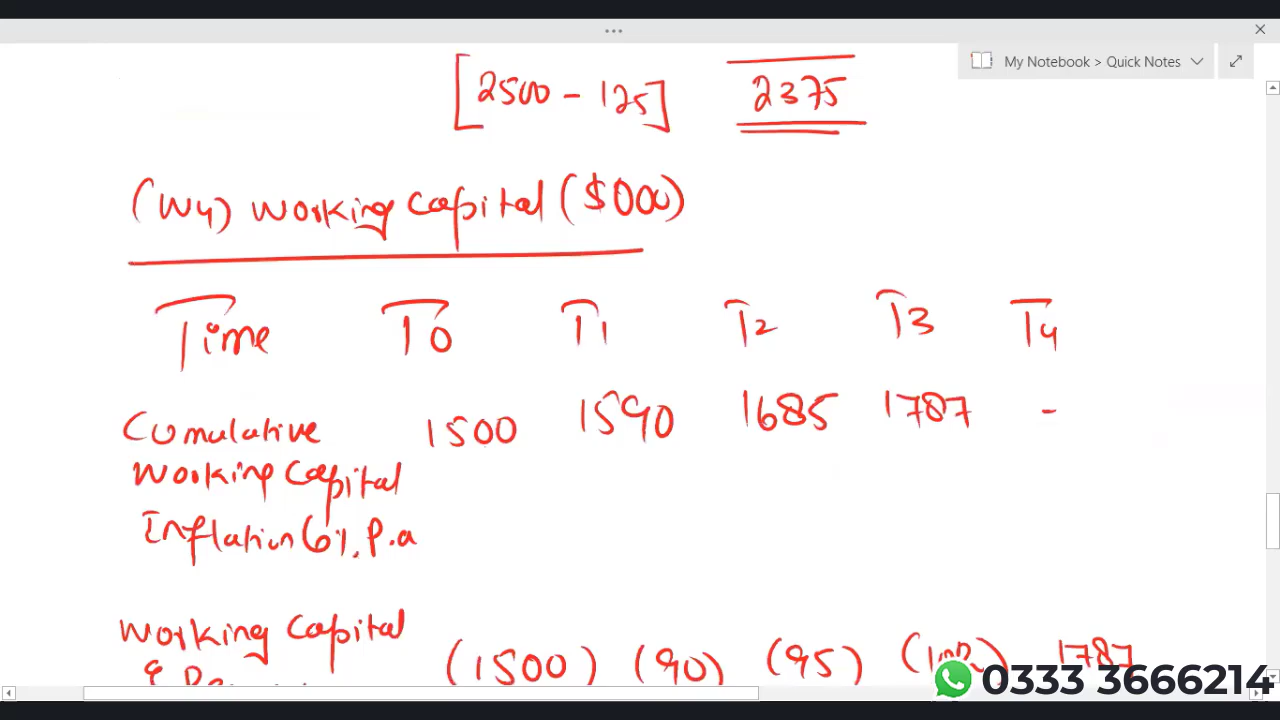 My Notebook > Quick Notes
[2500 - 125] 2375
(W4) Working Capital ($000)
Time T0 T1 T2 T3 T4
Cumulative 1500 1590 1685 1787 -
Working Capital
Inflation 6% P.a
Working Capital
(1500) (90) (95) 1787
&
0333 3666214